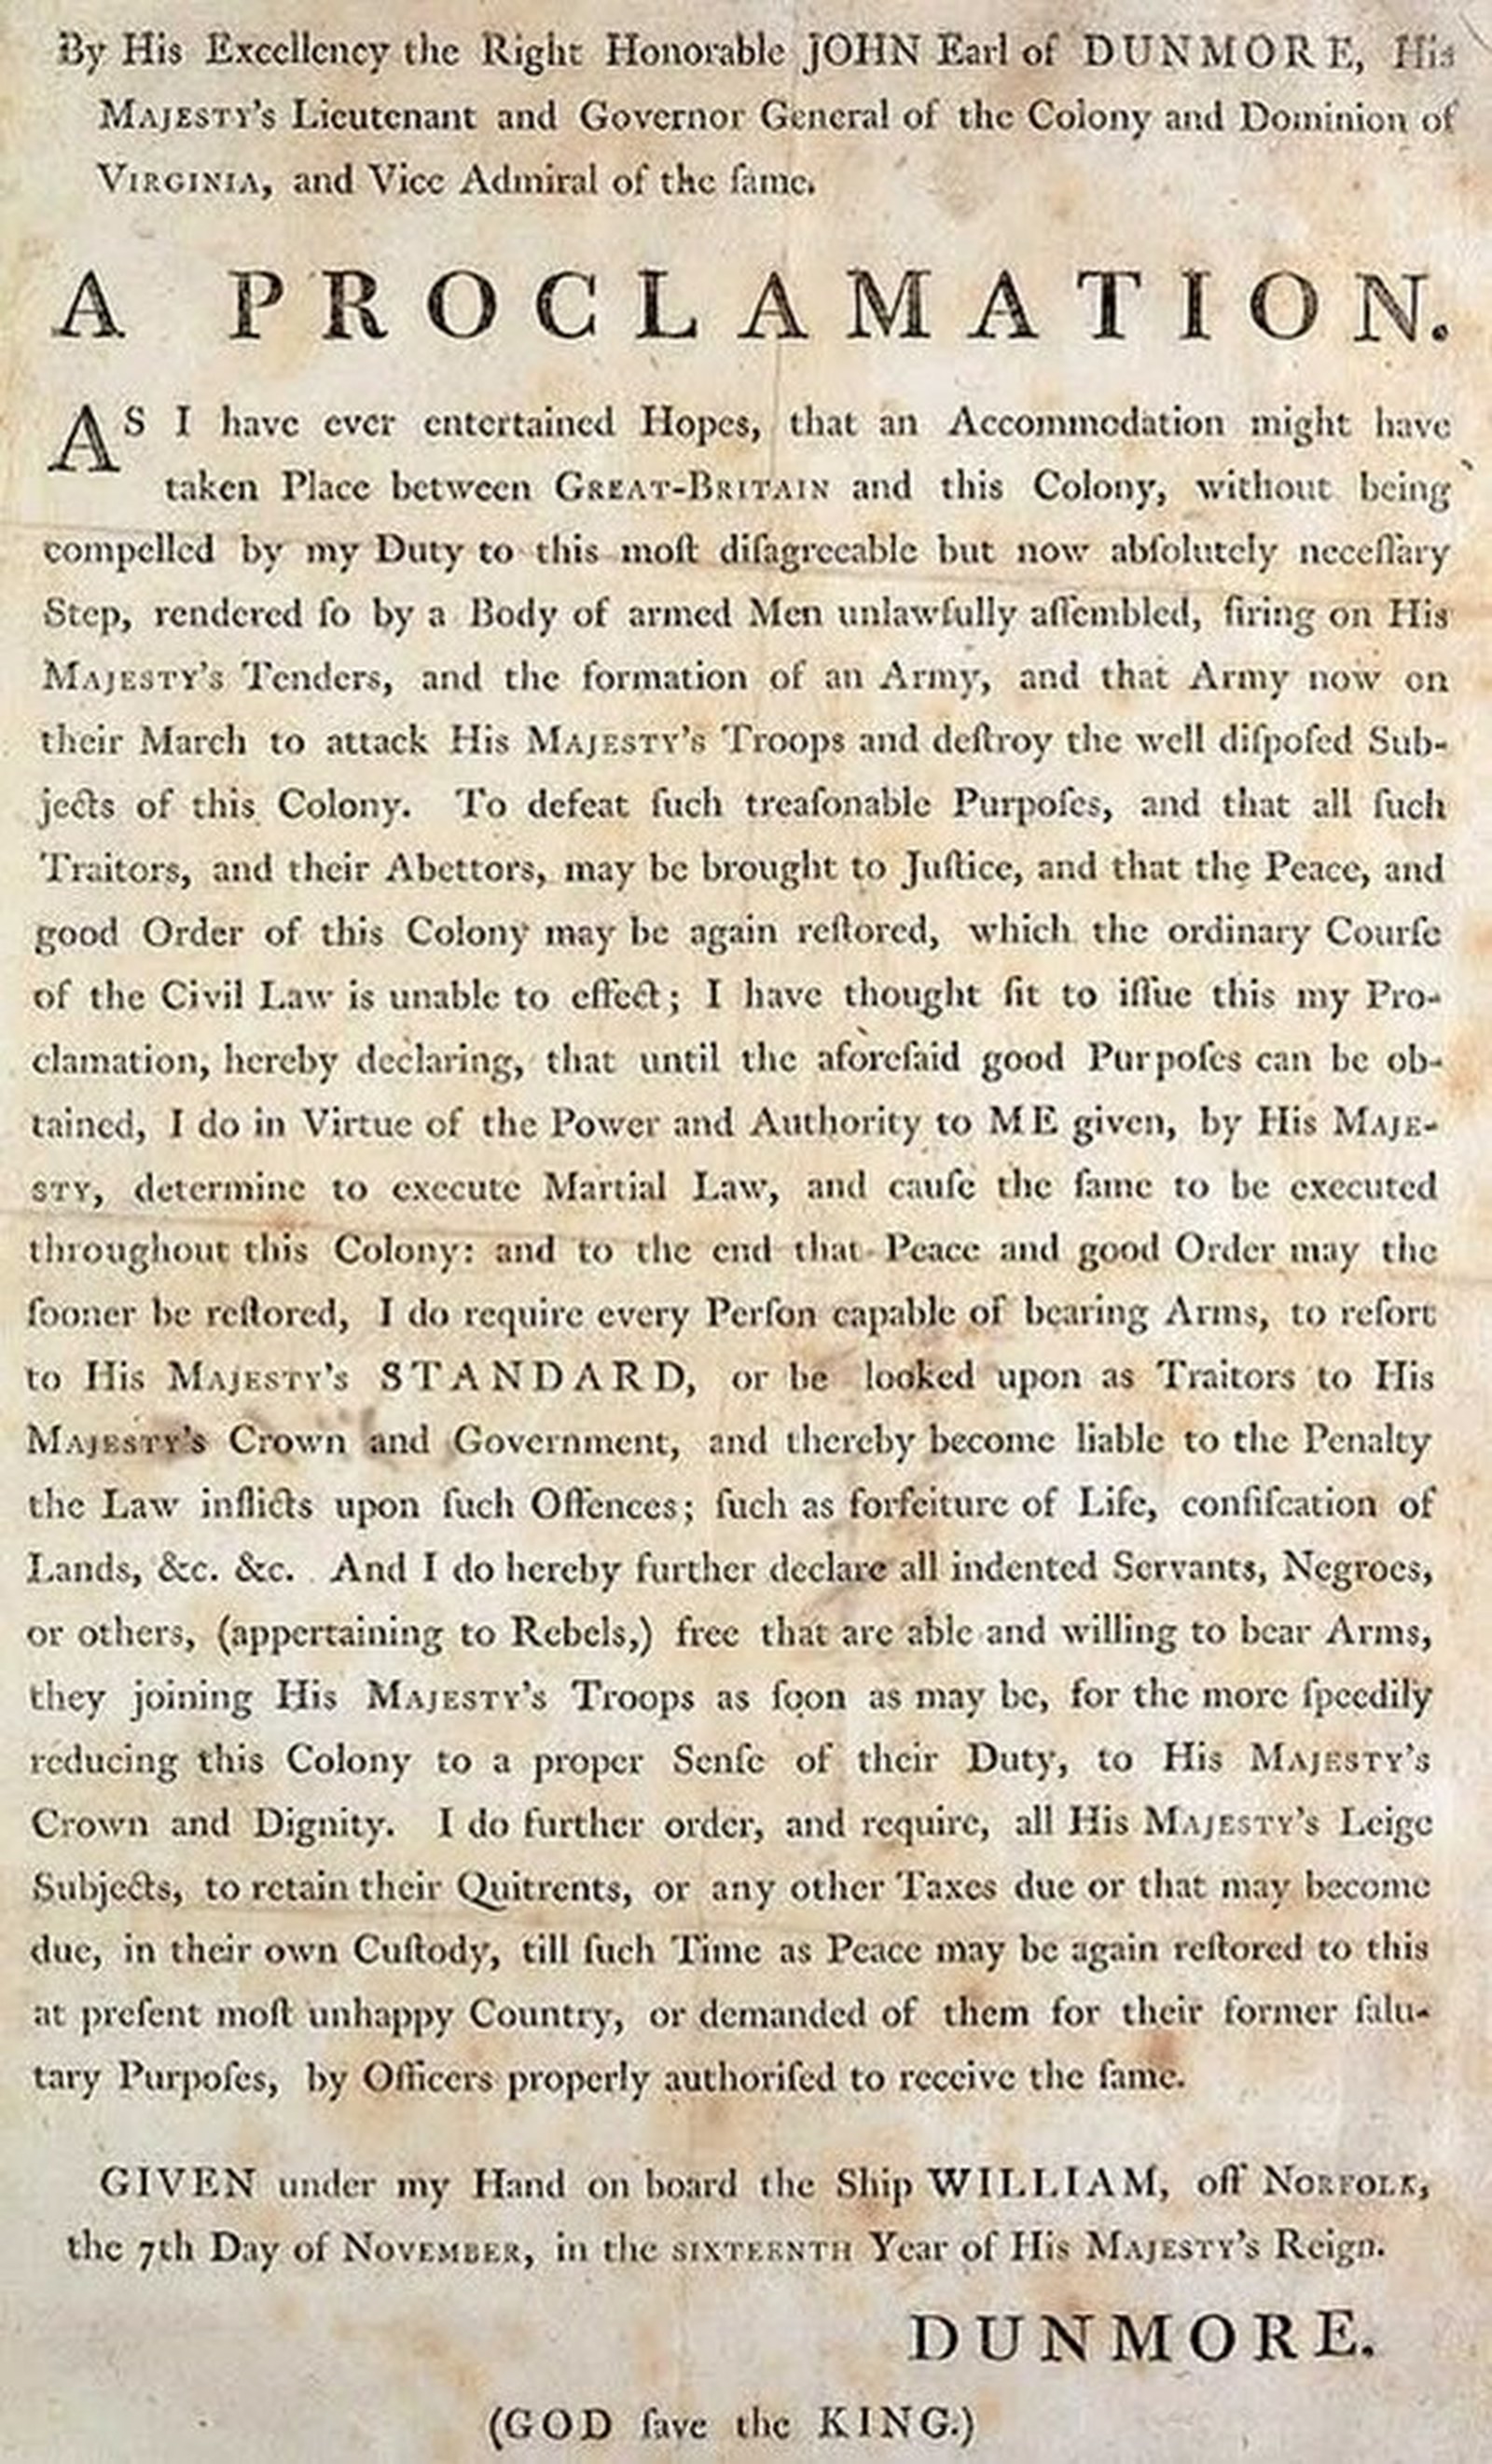 By His Excellency the Right Honorable JOHN Earl of DUNMORE, His
MAJESTY's Lieutenant and Governor General of the Colony and Dominion of
VIRGINIA, and Vice Admiral of the ſame.
A PROCLAMATION.
AS I have ever entertained Hopes, that an Accommodation might have
taken Place between GREAT-BRITAIN and this Colony, without being
compelled by my Duty to this moſt diſagreeable but now abſolutely neceſſary
Step, rendered ſo by a Body of armed Men unlawfully aſſembled, firing on His
MAJESTY's Tenders, and the formation of an Army, and that Army now on
their March to attack His MAJESTY's Troops and deſtroy the well diſpoſed Sub-
jects of this Colony. To defeat ſuch treaſonable Purpoſes, and that all ſuch
Traitors, and their Abettors, may be brought to Juſtice, and that the Peace, and
good Order of this Colony may be again reſtored, which the ordinary Courſe
of the Civil Law is unable to effect; I have thought fit to iſſue this my Pro-
clamation, hereby declaring, that until the aforeſaid good Purpoſes can be ob-
tained, I do in Virtue of the Power and Authority to ME given, by His MAJE-
STY, determine to execute Martial Law, and cauſe the ſame to be executed
throughout this Colony: and to the end that Peace and good Order may the
ſooner be reſtored, I do require every Perſon capable of bearing Arms, to reſort
to His MAJESTY's STANDARD, or be looked upon as Traitors to His
MAJESTY's Crown and Government, and thereby become liable to the Penalty
the Law inflicts upon ſuch Offences; ſuch as forfeiture of Life, confiſcation of
Lands, &c. &c. And I do hereby further declare all indented Servants, Negroes,
or others, (appertaining to Rebels,) free that are able and willing to bear Arms,
they joining His MAJESTY's Troops as ſoon as may be, for the more ſpeedily
reducing this Colony to a proper Senſe of their Duty, to His MAJESTY's
Crown and Dignity. I do further order, and require, all His MAJESTY's Leige
Subjects, to retain their Quitrents, or any other Taxes due or that may become
due, in their own Cuſtody, till ſuch Time as Peace may be again reſtored to this
at preſent moſt unhappy Country, or demanded of them for their former ſalu-
tary Purpoſes, by Officers properly authoriſed to receive the ſame.
GIVEN under my Hand on board the Ship WILLIAM, off NORFOLK,
the 7th Day of NOVEMBER, in the SIXTEENTH Year of His MAJESTY's Reign.
DUNMORE.
(GOD ſave the KING.)